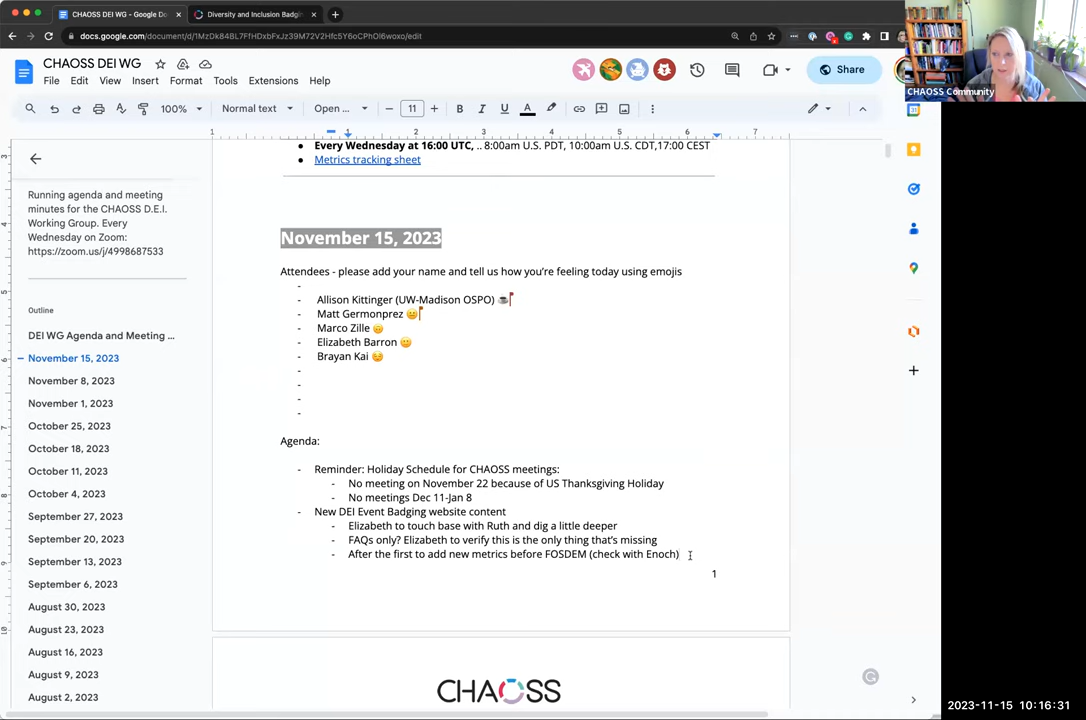 CHAOSS DEI WG - Google Do
Diversity and Inclusion Badgin
docs.google.com/document/d/1MzDk84BL7FfHDxbFxJz39M72V2Hfc5Y6oCPhOl6woxo/edit
CHAOSS DEI WG
File Edit View Insert Format Tools Extensions Help
Share
CHAOSS Community
100% Normal text Open ... 11
Running agenda and meeting
minutes for the CHAOSS D.E.I.
Working Group. Every
Wednesday on Zoom:
https://zoom.us/j/4998687533
Outline
DEI WG Agenda and Meeting ...
November 15, 2023
November 8, 2023
November 1, 2023
October 25, 2023
October 18, 2023
October 11, 2023
October 4, 2023
September 27, 2023
September 20, 2023
September 13, 2023
September 6, 2023
August 30, 2023
August 23, 2023
August 16, 2023
August 9, 2023
August 2, 2023
1 1 2 3 4 5 6 7
● Every Wednesday at 16:00 UTC, .. 8:00am U.S. PDT, 10:00am U.S. CDT,17:00 CEST
● Metrics tracking sheet
November 15, 2023
Attendees - please add your name and tell us how you're feeling today using emojis
-
- Allison Kittinger (UW-Madison OSPO) ☕
- Matt Germonprez
- Marco Zille
- Elizabeth Barron
- Brayan Kai
-
-
-
-
Agenda:
- Reminder: Holiday Schedule for CHAOSS meetings:
- No meeting on November 22 because of US Thanksgiving Holiday
- No meetings Dec 11-Jan 8
- New DEI Event Badging website content
- Elizabeth to touch base with Ruth and dig a little deeper
- FAQs only? Elizabeth to verify this is the only thing that's missing
- After the first to add new metrics before FOSDEM (check with Enoch)
1
CHAOSS
2023-11-15 10:16:31